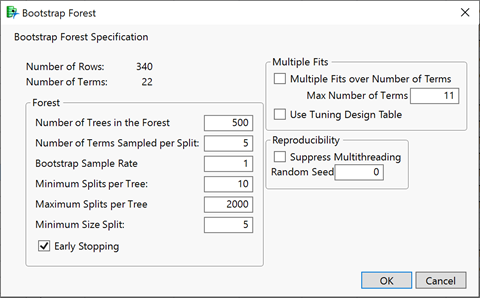 Bootstrap Forest
Bootstrap Forest Specification
Number of Rows: 340
Number of Terms: 22
Forest
Number of Trees in the Forest 500
Number of Terms Sampled per Split: 5
Bootstrap Sample Rate 1
Minimum Splits per Tree: 10
Maximum Splits per Tree 2000
Minimum Size Split: 5
Early Stopping
Multiple Fits
Multiple Fits over Number of Terms
Max Number of Terms 11
Use Tuning Design Table
Reproducibility
Suppress Multithreading
Random Seed 0
OK Cancel